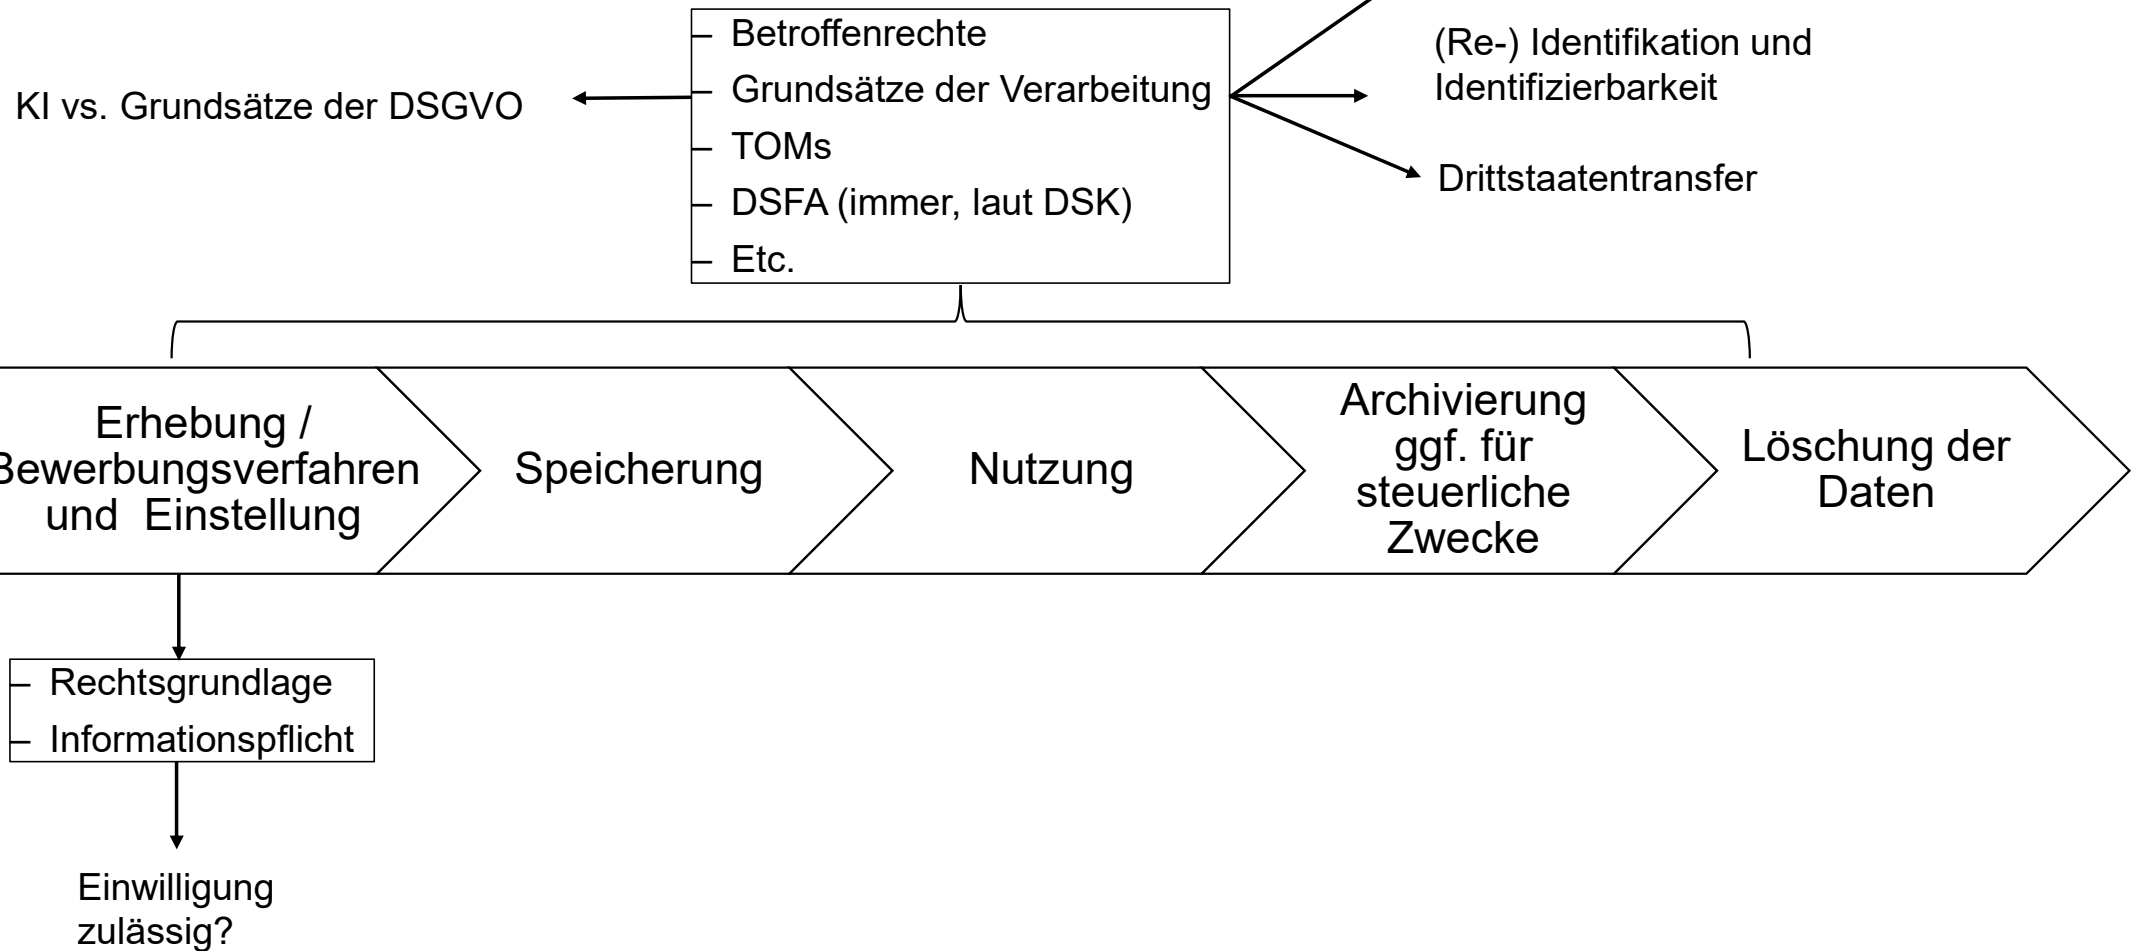 – Betroffenrechte
– Grundsätze der Verarbeitung
– TOMs
– DSFA (immer, laut DSK)
– Etc.
KI vs. Grundsätze der DSGVO
(Re-) Identifikation und
Identifizierbarkeit
Drittstaatentransfer
Erhebung /
Bewerbungsverfahren
und Einstellung
Speicherung
Nutzung
Archivierung
ggf. für
steuerliche
Zwecke
Löschung der
Daten
– Rechtsgrundlage
– Informationspflicht
Einwilligung
zulässig?